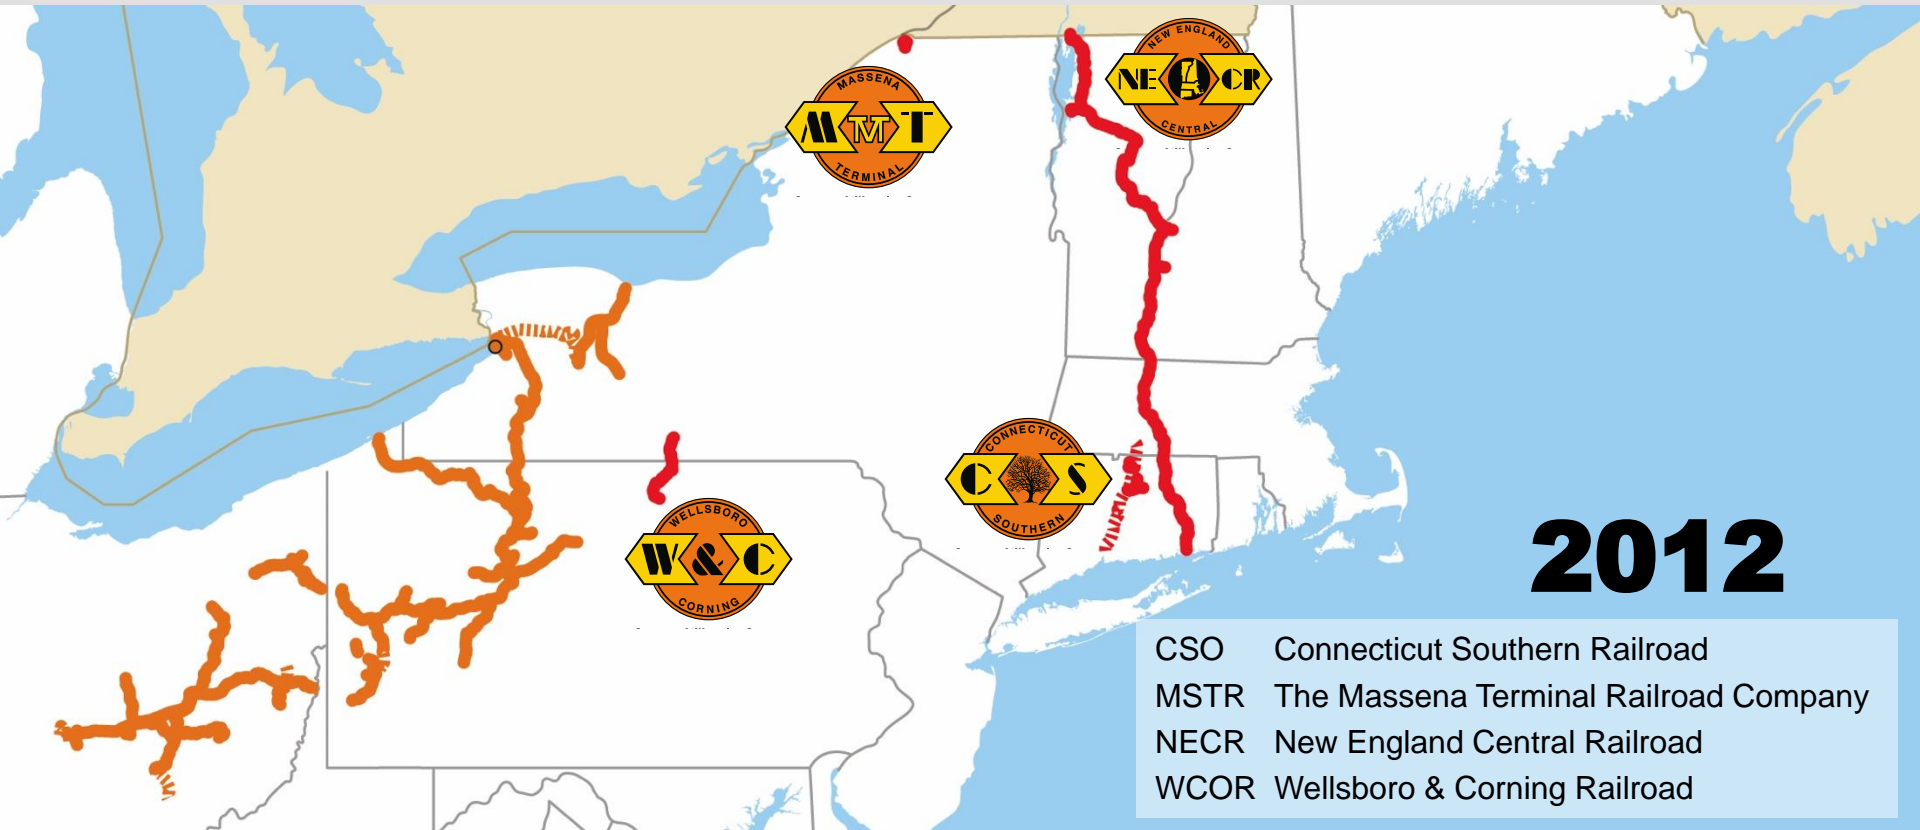 MASSENA
M M T
TERMINAL
NEW ENGLAND
NE CR
CENTRAL
CONNECTICUT
C S
SOUTHERN
WELLSBORO
W & C
CORNING
2012
CSO Connecticut Southern Railroad
MSTR The Massena Terminal Railroad Company
NECR New England Central Railroad
WCOR Wellsboro & Corning Railroad